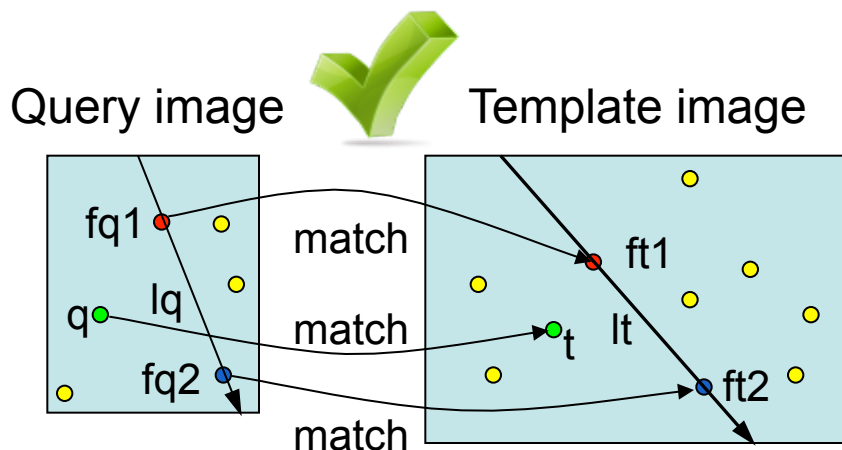 Query image
Template image
fq1
match
ft1
q
lq
match
t
lt
fq2
ft2
match